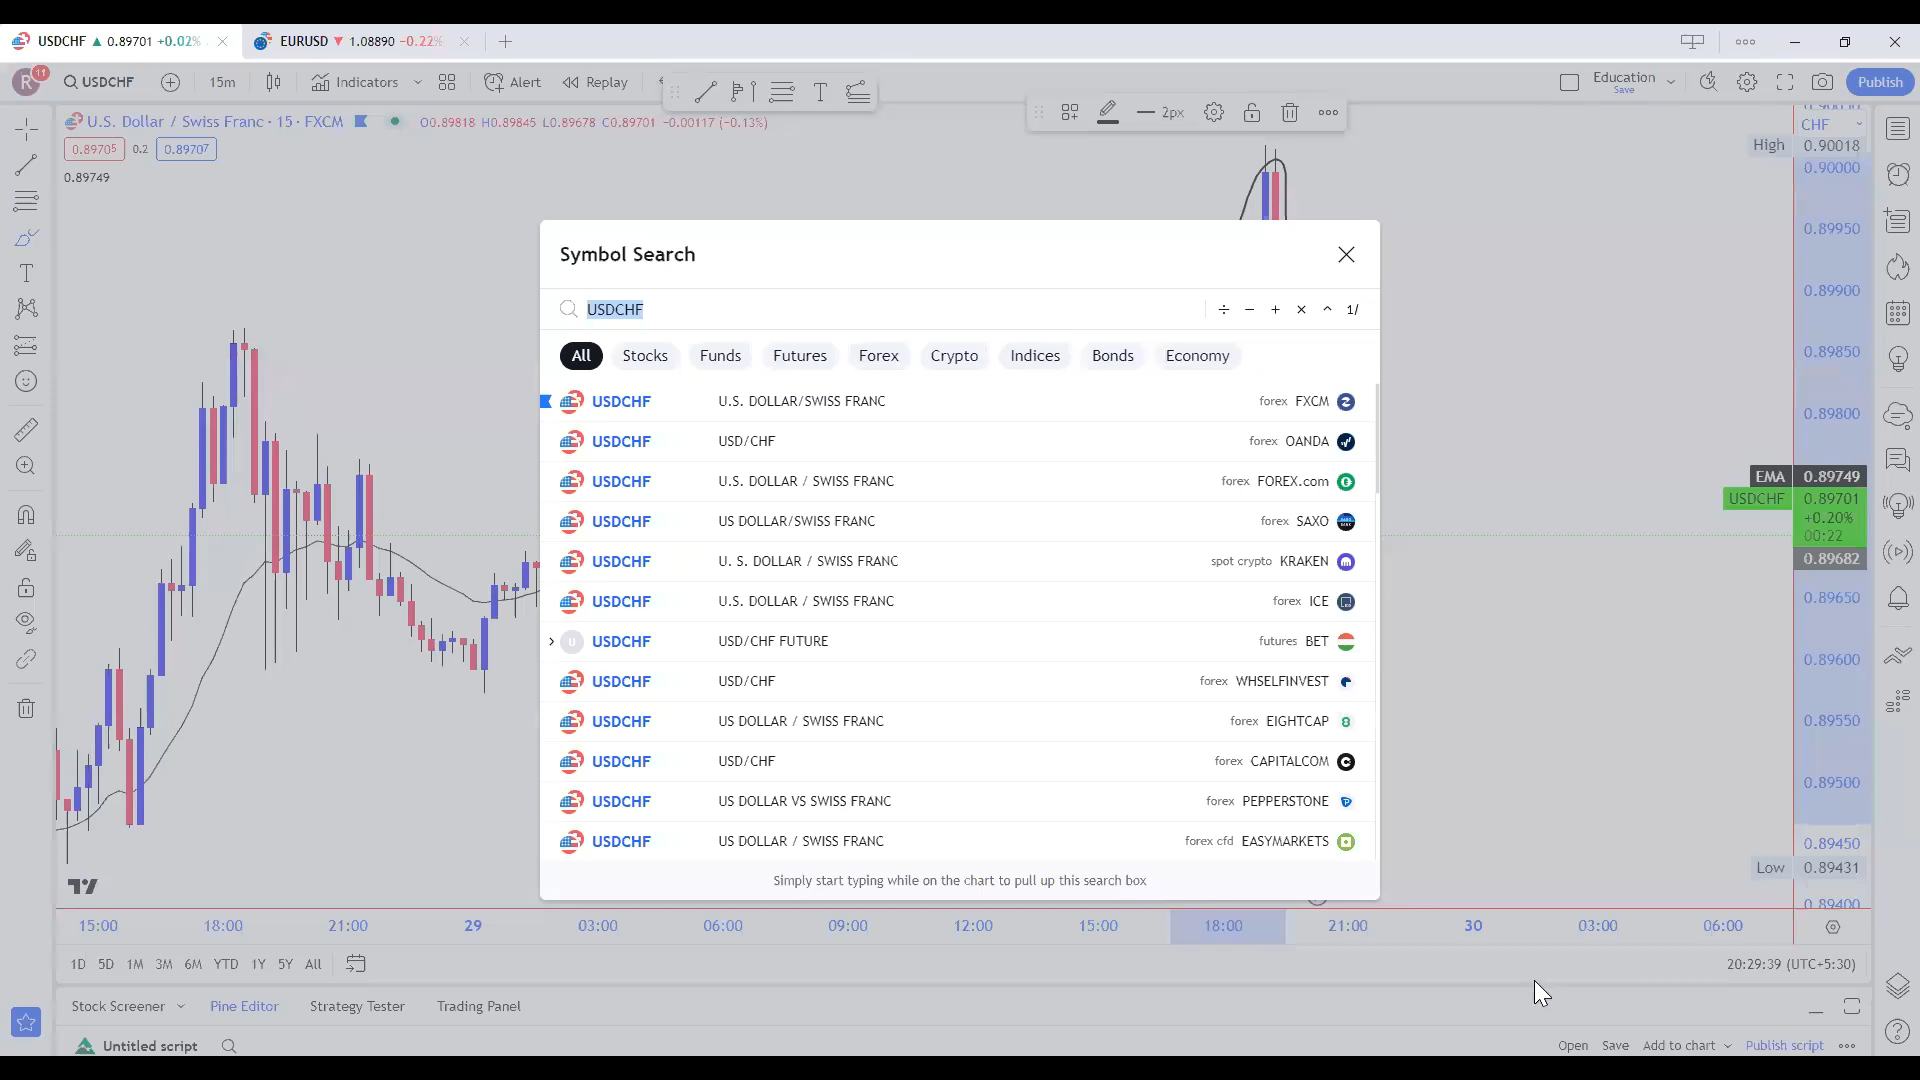 USDCHF ▲ 0.89701 +0.02%
EURUSD ▼ 1.08890 −0.22%
R 11 USDCHF 15m Indicators Alert Replay
2px
Education
Save
Publish
U.S. Dollar / Swiss Franc · 15 · FXCM O0.89818 H0.89845 L0.89678 C0.89701 −0.00117 (−0.13%)
0.89705 0.2 0.89707
0.89749
CHF
High 0.90018
0.90000
0.89950
0.89900
0.89850
0.89800
EMA 0.89749
USDCHF 0.89701
+0.20%
00:22
0.89682
0.89650
0.89600
0.89550
0.89500
0.89450
Low 0.89431
0.89400
Symbol Search
USDCHF ÷ − + × ^ 1/
All Stocks Funds Futures Forex Crypto Indices Bonds Economy
USDCHF U.S. DOLLAR/SWISS FRANC forex FXCM
USDCHF USD/CHF forex OANDA
USDCHF U.S. DOLLAR / SWISS FRANC forex FOREX.com
USDCHF US DOLLAR/SWISS FRANC forex SAXO
USDCHF U. S. DOLLAR / SWISS FRANC spot crypto KRAKEN
USDCHF U.S. DOLLAR / SWISS FRANC forex ICE
U USDCHF USD/CHF FUTURE futures BET
USDCHF USD/CHF forex WHSELFINVEST
USDCHF US DOLLAR / SWISS FRANC forex EIGHTCAP
USDCHF USD/CHF forex CAPITALCOM
USDCHF US DOLLAR VS SWISS FRANC forex PEPPERSTONE
USDCHF US DOLLAR / SWISS FRANC forex cfd EASYMARKETS
Simply start typing while on the chart to pull up this search box
15:00 18:00 21:00 29 03:00 06:00 09:00 12:00 15:00 18:00 21:00 30 03:00 06:00
1D 5D 1M 3M 6M YTD 1Y 5Y All 20:29:39 (UTC+5:30)
Stock Screener Pine Editor Strategy Tester Trading Panel
Untitled script Open Save Add to chart Publish script